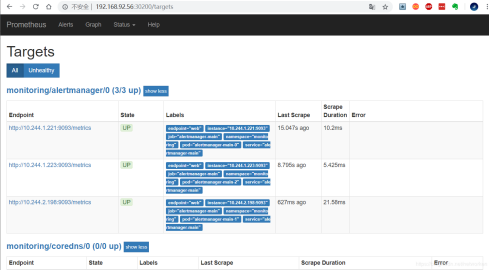 不安全 | 192.168.92.56:30200/targets
Prometheus Alerts Graph Status Help
Targets
All Unhealthy
monitoring/alertmanager/0 (3/3 up) show less
Endpoint State Labels Last Scrape Scrape Duration Error
http://10.244.1.221:9093/metrics UP endpoint="web" instance="10.244.1.221:9093" job="alertmanager-main" namespace="monitoring" pod="alertmanager-main-0" service="alertmanager-main" 15.047s ago 10.2ms
http://10.244.1.223:9093/metrics UP endpoint="web" instance="10.244.1.223:9093" job="alertmanager-main" namespace="monitoring" pod="alertmanager-main-2" service="alertmanager-main" 8.795s ago 5.425ms
http://10.244.2.198:9093/metrics UP endpoint="web" instance="10.244.2.198:9093" job="alertmanager-main" namespace="monitoring" pod="alertmanager-main-1" service="alertmanager-main" 627ms ago 21.58ms
monitoring/coredns/0 (0/0 up) show less
Endpoint State Labels Last Scrape Scrape Duration Error